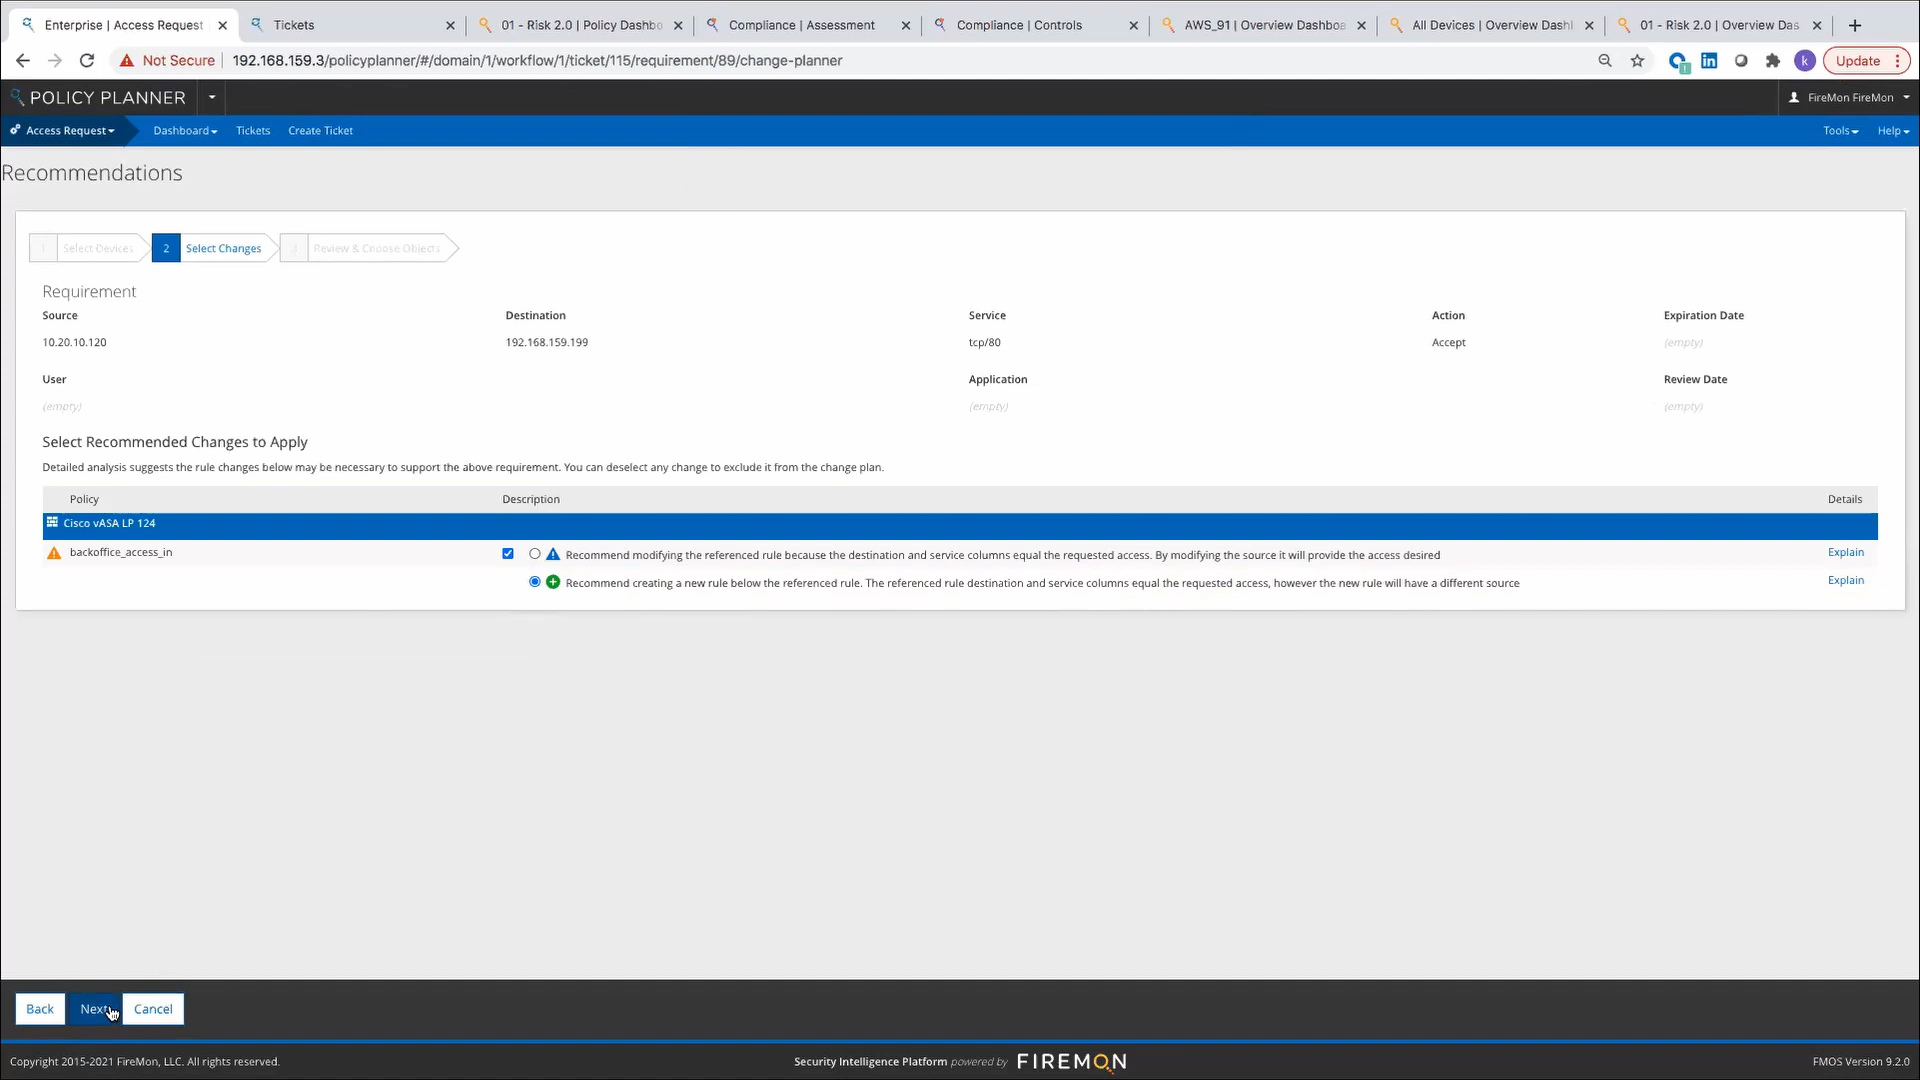 Enterprise | Access Request
Tickets
01 - Risk 2.0 | Policy Dashbo
Compliance | Assessment
Compliance | Controls
AWS_91 | Overview Dashboa
All Devices | Overview Dashl
01 - Risk 2.0 | Overview Das
Not Secure
192.168.159.3/policyplanner/#/domain/1/workflow/1/ticket/115/requirement/89/change-planner
k
Update
POLICY PLANNER
FireMon FireMon
Access Request
Dashboard
Tickets
Create Ticket
Tools
Help
Recommendations
1 Select Devices
2 Select Changes
3 Review & Choose Objects
Requirement
Source Destination Service Action Expiration Date
10.20.10.120 192.168.159.199 tcp/80 Accept (empty)
User Application Review Date
(empty) (empty) (empty)
Select Recommended Changes to Apply
Detailed analysis suggests the rule changes below may be necessary to support the above requirement. You can deselect any change to exclude it from the change plan.
Policy Description Details
Cisco vASA LP 124
backoffice_access_in Recommend modifying the referenced rule because the destination and service columns equal the requested access. By modifying the source it will provide the access desired Explain
Recommend creating a new rule below the referenced rule. The referenced rule destination and service columns equal the requested access, however the new rule will have a different source Explain
Back Next Cancel
Copyright 2015-2021 FireMon, LLC. All rights reserved.
Security Intelligence Platform powered by FIREMON
FMOS Version 9.2.0